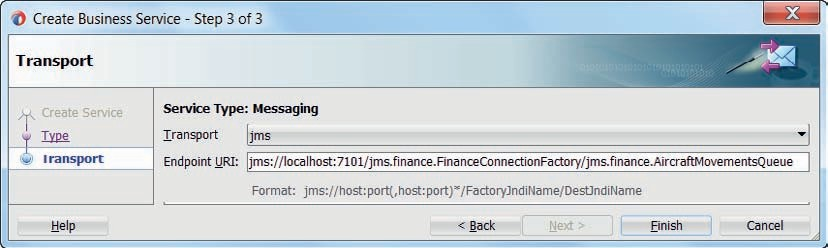 Create Business Service - Step 3 of 3
Transport
Create Service
Type
Transport
Service Type: Messaging
Transport jms
Endpoint URI: jms://localhost:7101/jms.finance.FinanceConnectionFactory/jms.finance.AircraftMovementsQueue
Format: jms://host:port(,host:port)*/FactoryJndiName/DestJndiName
Help < Back Next > Finish Cancel